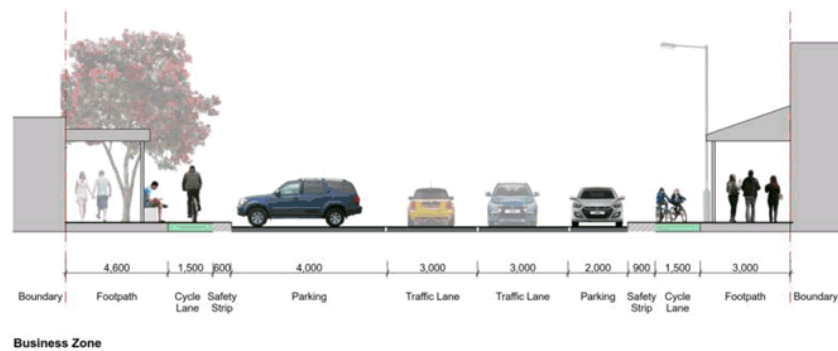 4,600 1,500 600 4,000 3,000 3,000 2,000 900 1,500 3,000
Boundary Footpath Cycle Safety Parking Traffic Lane Traffic Lane Parking Safety Cycle Footpath Boundary
Lane Strip Strip Lane
Business Zone